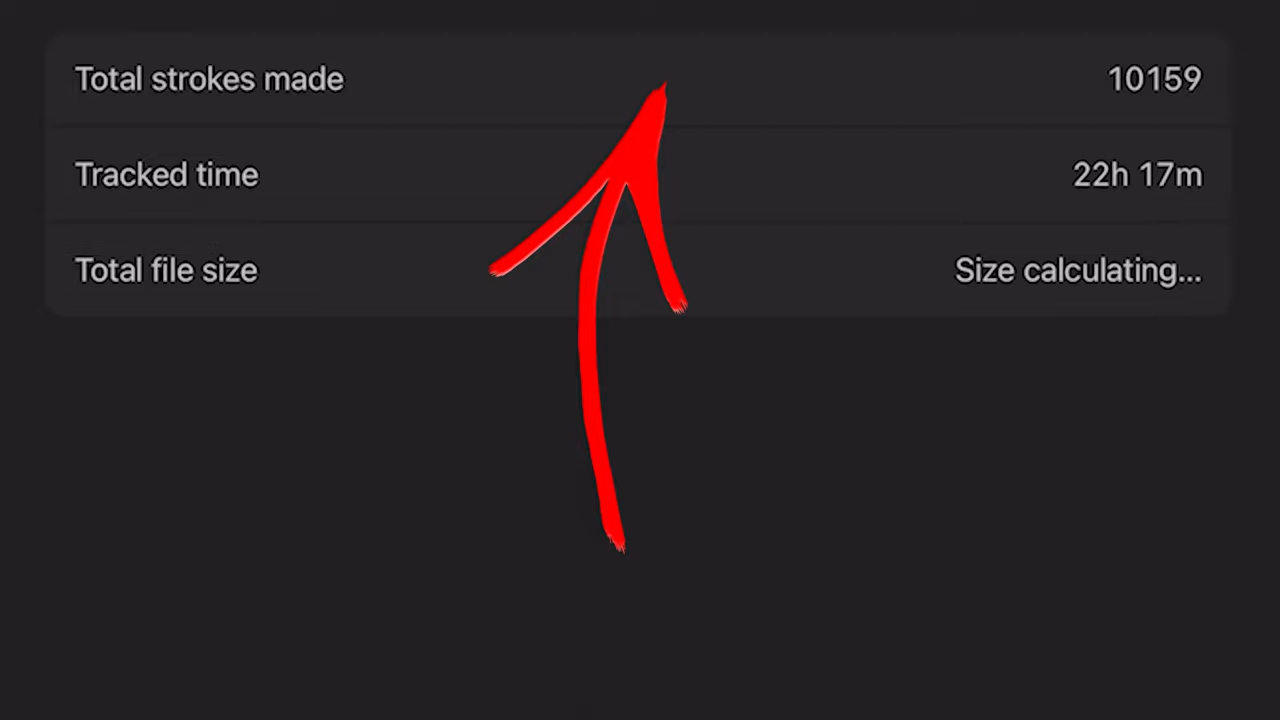 Total strokes made 10159
Tracked time 22h 17m
Total file size Size calculating...